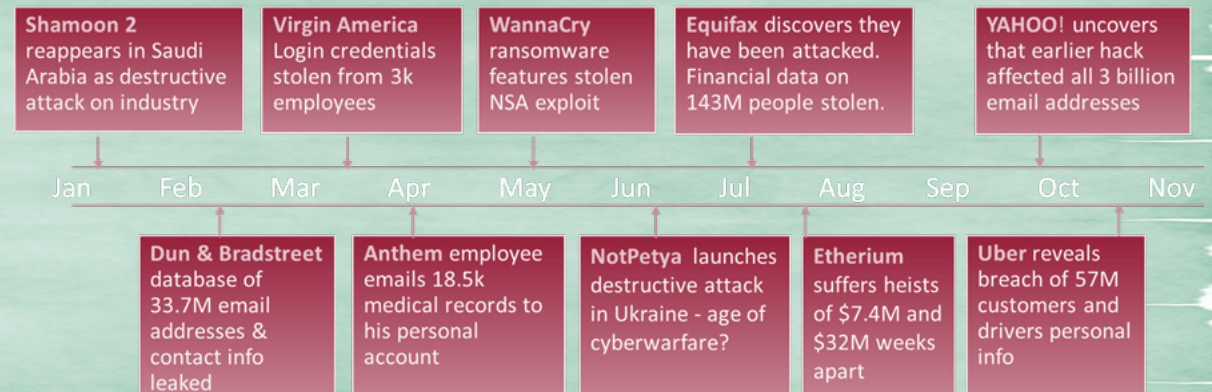 Shamoon 2
reappears in Saudi
Arabia as destructive
attack on industry
Virgin America
Login credentials
stolen from 3k
employees
WannaCry
ransomware
features stolen
NSA exploit
Equifax discovers they
have been attacked.
Financial data on
143M people stolen.
YAHOO! uncovers
that earlier hack
affected all 3 billion
email addresses
Jan Feb Mar Apr May Jun Jul Aug Sep Oct Nov
Dun & Bradstreet
database of
33.7M email
addresses &
contact info
leaked
Anthem employee
emails 18.5k
medical records to
his personal
account
NotPetya launches
destructive attack
in Ukraine - age of
cyberwarfare?
Etherium
suffers heists
of $7.4M and
$32M weeks
apart
Uber reveals
breach of 57M
customers and
drivers personal
info